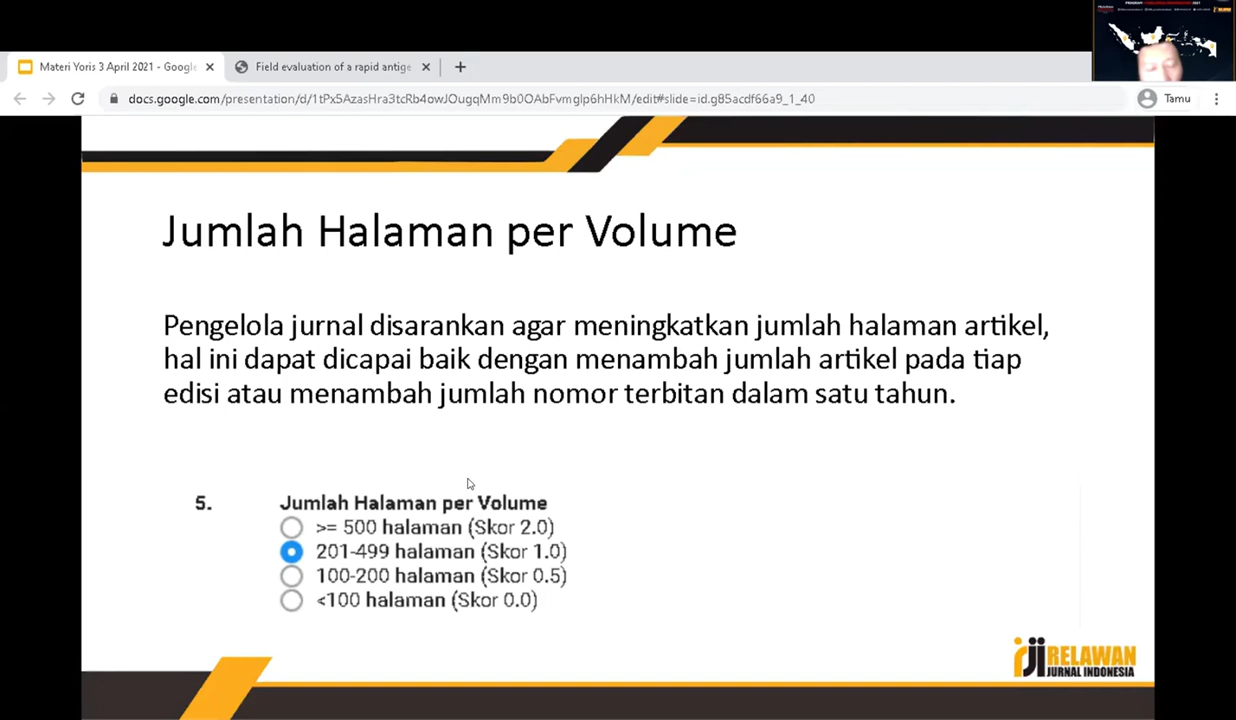 Materi Yoris 3 April 2021 - Google
Field evaluation of a rapid antige
docs.google.com/presentation/d/1tPx5AzasHra3tcRb4owJOugqMm9b0OAbFvmglp6hHkM/edit#slide=id.g85acdf66a9_1_40
Tamu
Jumlah Halaman per Volume
Pengelola jurnal disarankan agar meningkatkan jumlah halaman artikel,
hal ini dapat dicapai baik dengan menambah jumlah artikel pada tiap
edisi atau menambah jumlah nomor terbitan dalam satu tahun.
5. Jumlah Halaman per Volume
>= 500 halaman (Skor 2.0)
201-499 halaman (Skor 1.0)
100-200 halaman (Skor 0.5)
<100 halaman (Skor 0.0)
RJI RELAWAN
JURNAL INDONESIA